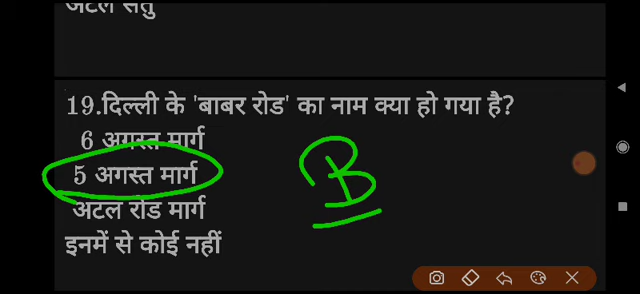 अटल सेतु
19.दिल्ली के 'बाबर रोड' का नाम क्या हो गया है?
6 अगस्त मार्ग
5 अगस्त मार्ग
B
अटल रोड मार्ग
इनमें से कोई नहीं